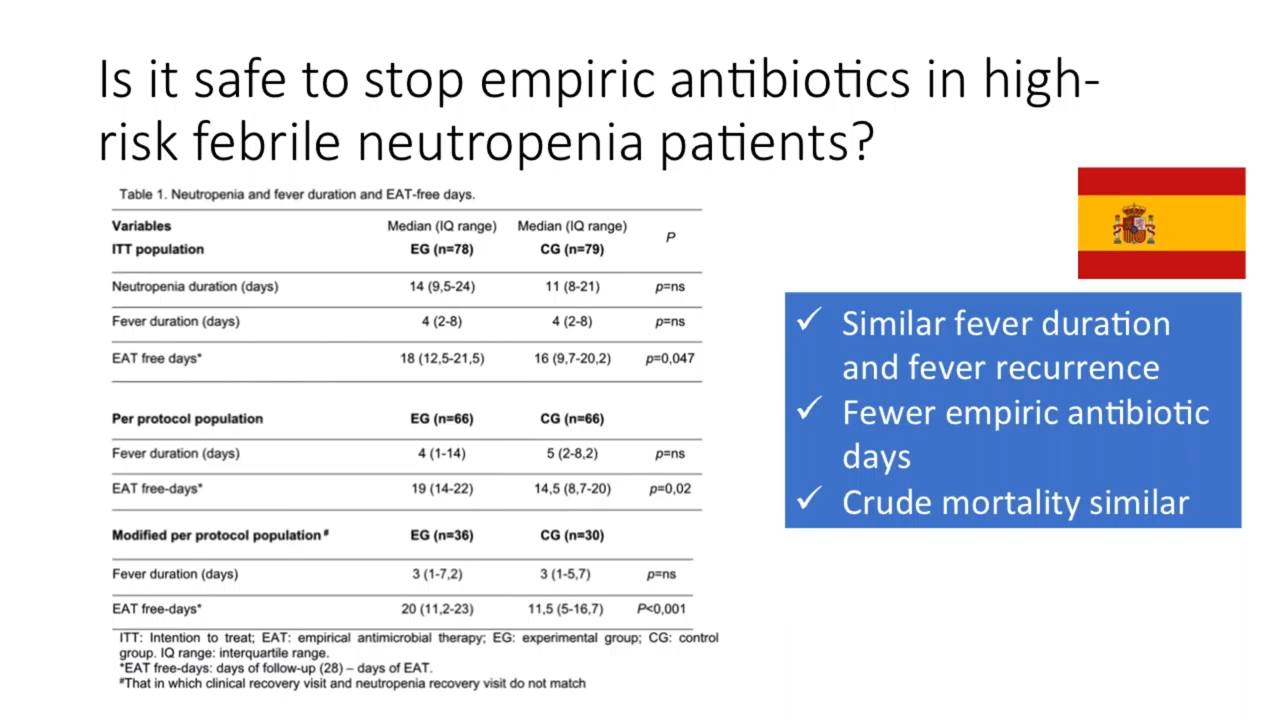 Is it safe to stop empiric antibiotics in high-
risk febrile neutropenia patients?
Table 1. Neutropenia and fever duration and EAT-free days.
Variables Median (IQ range) Median (IQ range) P
ITT population EG (n=78) CG (n=79)
Neutropenia duration (days) 14 (9,5-24) 11 (8-21) p=ns
Fever duration (days) 4 (2-8) 4 (2-8) p=ns
EAT free days* 18 (12,5-21,5) 16 (9,7-20,2) p=0,047
Per protocol population EG (n=66) CG (n=66)
Fever duration (days) 4 (1-14) 5 (2-8,2) p=ns
EAT free-days* 19 (14-22) 14,5 (8,7-20) p=0,02
Modified per protocol population# EG (n=36) CG (n=30)
Fever duration (days) 3 (1-7,2) 3 (1-5,7) p=ns
EAT free-days* 20 (11,2-23) 11,5 (5-16,7) P<0,001
ITT: Intention to treat; EAT: empirical antimicrobial therapy; EG: experimental group; CG: control
group. IQ range: interquartile range.
*EAT free-days: days of follow-up (28) – days of EAT.
#That in which clinical recovery visit and neutropenia recovery visit do not match
✓ Similar fever duration
and fever recurrence
✓ Fewer empiric antibiotic
days
✓ Crude mortality similar